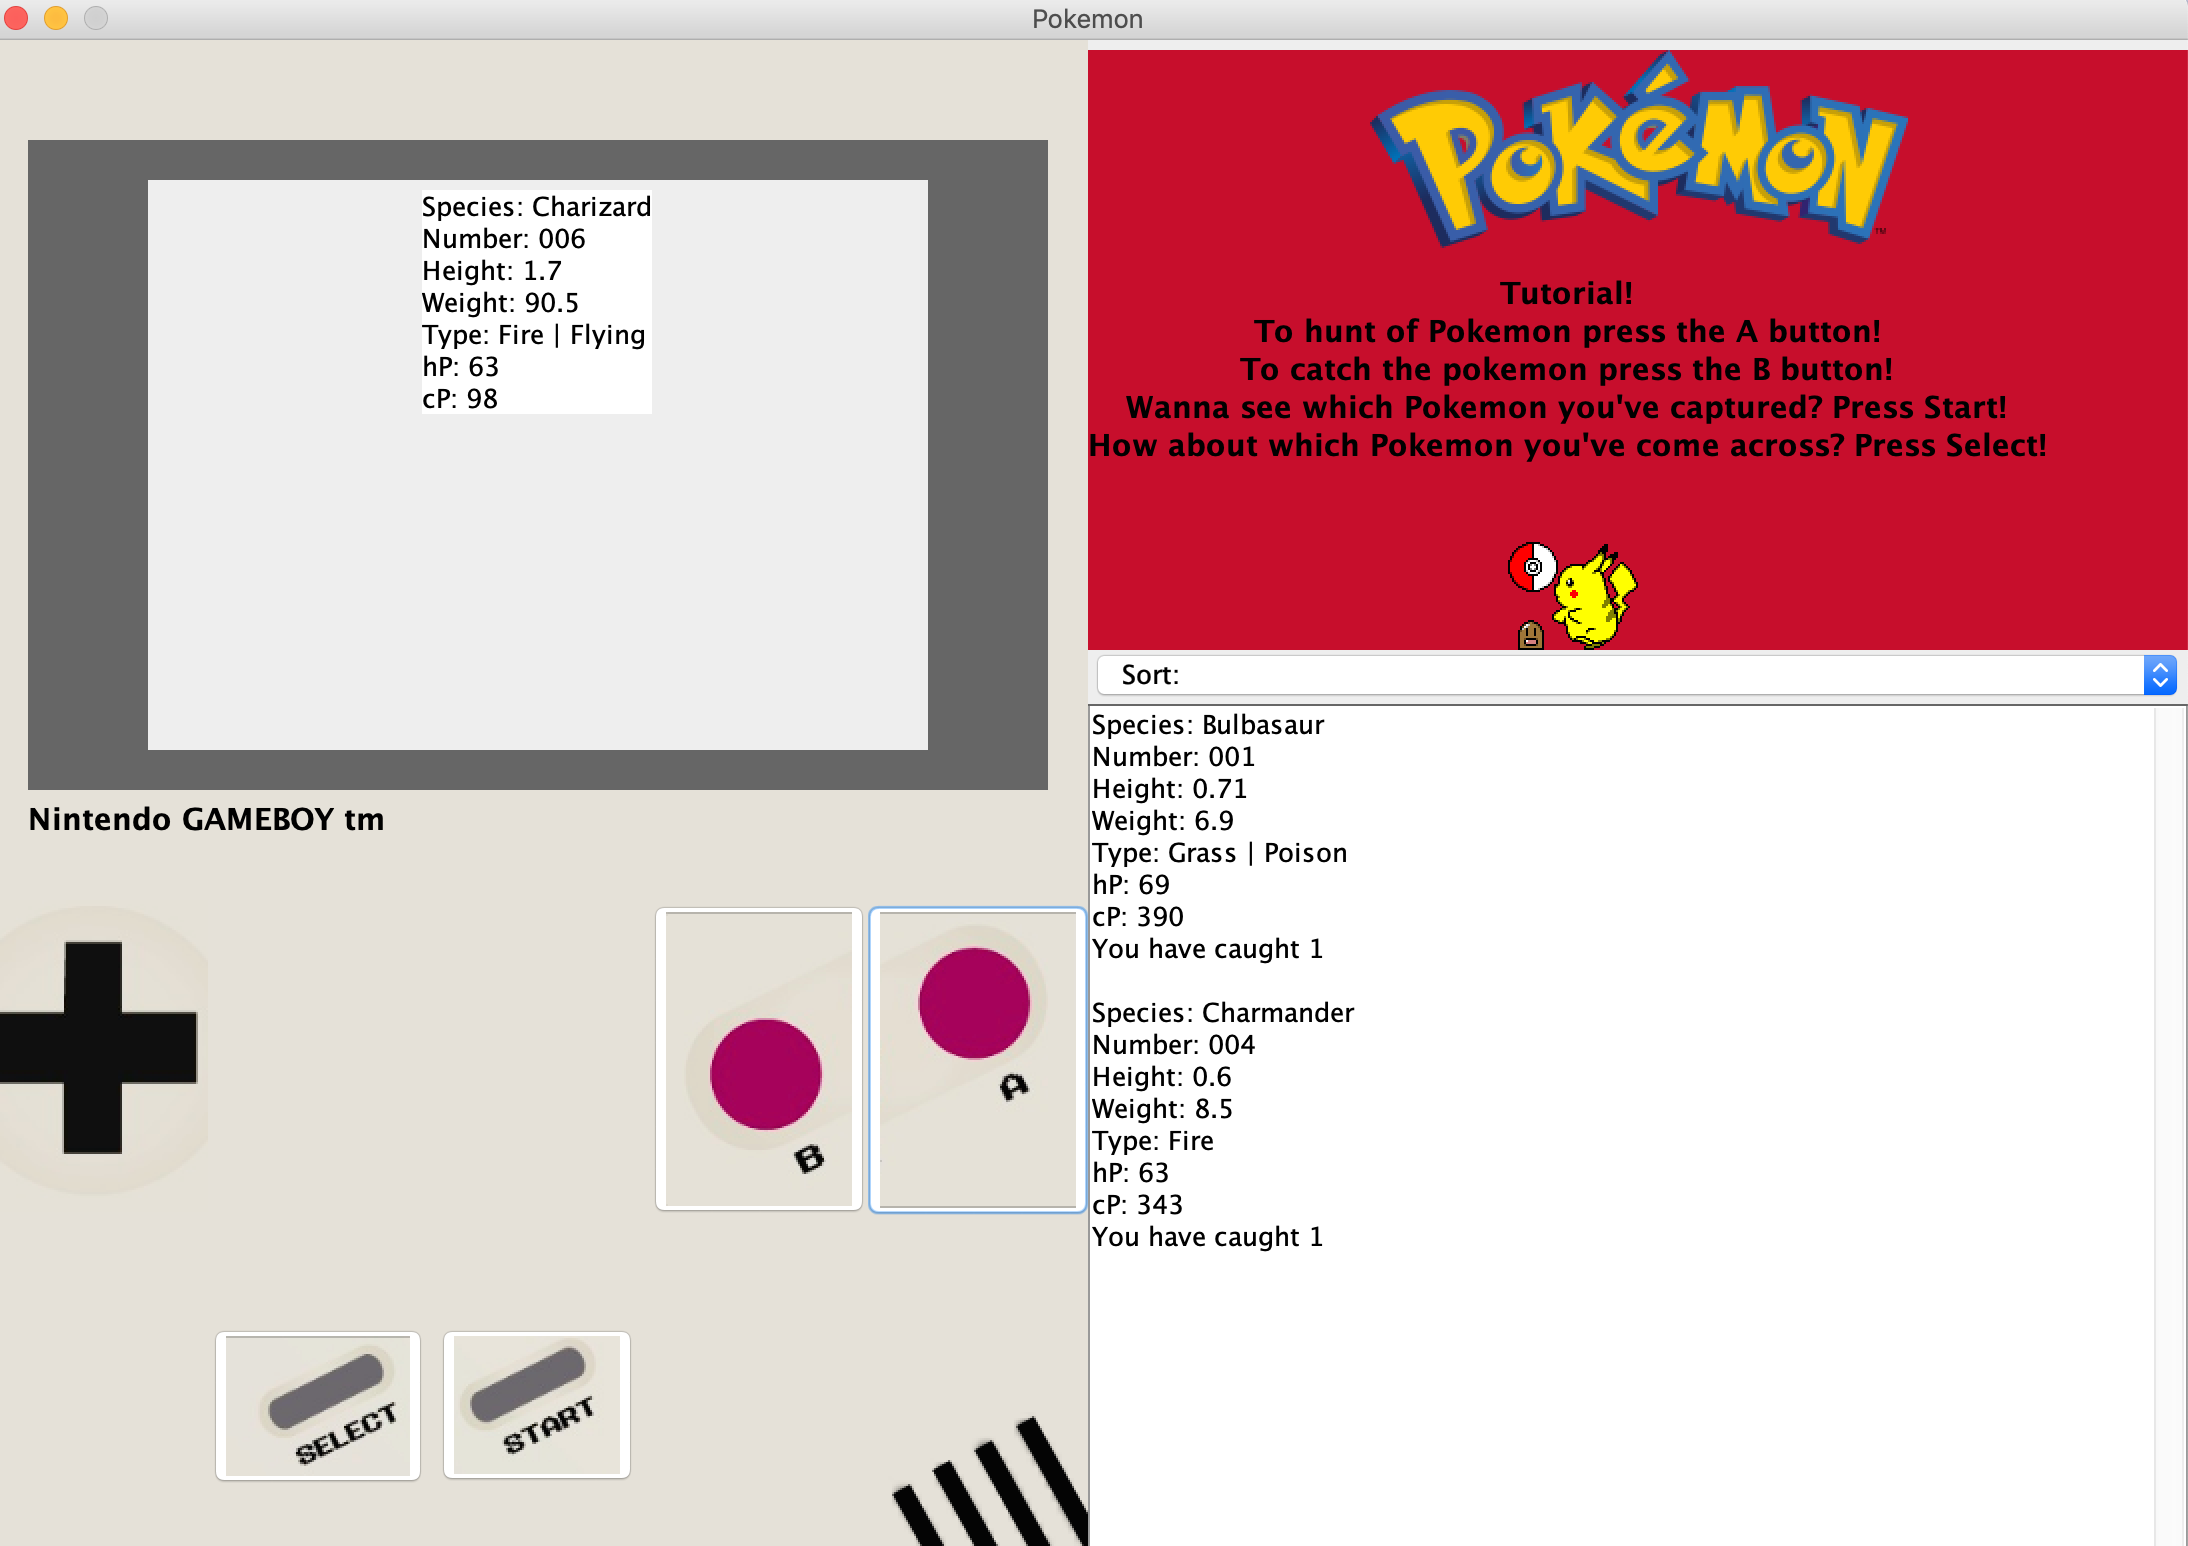 Pokemon
Species: Charizard
Number: 006
Height: 1.7
Weight: 90.5
Type: Fire | Flying
hP: 63
cP: 98
Nintendo GAMEBOY tm
B
A
SELECT
START
POKéMON
TM
Tutorial!
To hunt of Pokemon press the A button!
To catch the pokemon press the B button!
Wanna see which Pokemon you've captured? Press Start!
How about which Pokemon you've come across? Press Select!
Sort:
Species: Bulbasaur
Number: 001
Height: 0.71
Weight: 6.9
Type: Grass | Poison
hP: 69
cP: 390
You have caught 1
Species: Charmander
Number: 004
Height: 0.6
Weight: 8.5
Type: Fire
hP: 63
cP: 343
You have caught 1